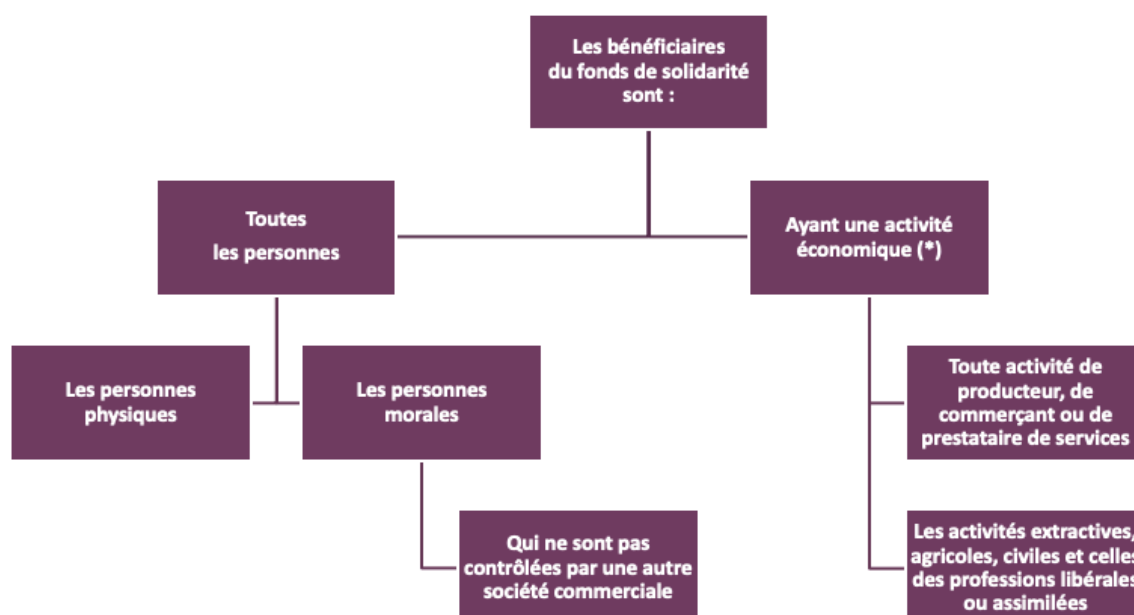 Les bénéficiaires
du fonds de solidarité
sont :
Toutes
les personnes
Ayant une activité
économique (*)
Les personnes
physiques
Les personnes
morales
Toute activité de
producteur, de
commerçant ou de
prestataire de services
Qui ne sont pas
contrôlées par une autre
société commerciale
Les activités extractives,
agricoles, civiles et celles
des professions libérales
ou assimilées